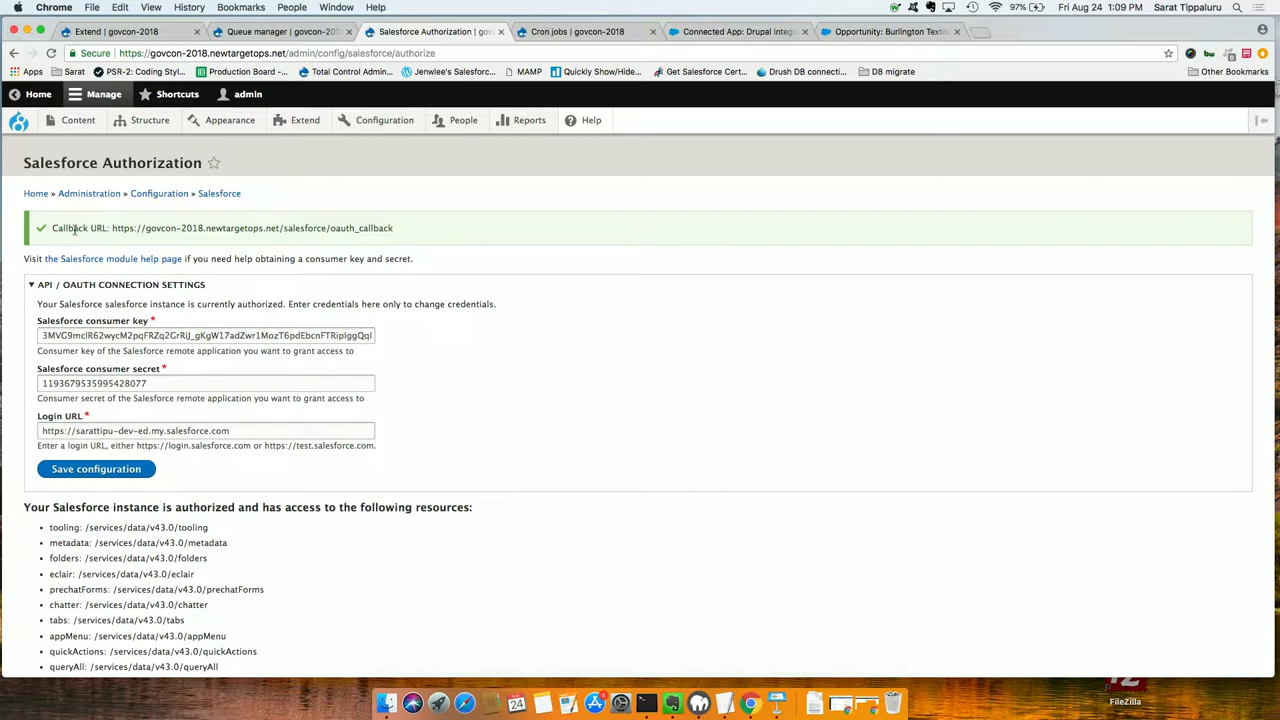 Chrome File Edit View History Bookmarks People Window Help 97% Fri Aug 24 1:09 PM Sarat Tippaluru
Extend | govcon-2018 Queue manager | govcon-2018 Salesforce Authorization | gov Cron jobs | govcon-2018 Connected App: Drupal Integr Opportunity: Burlington Textil
Secure https://govcon-2018.newtargetops.net/admin/config/salesforce/authorize
Apps Sarat PSR-2: Coding Styl... Production Board -... Total Control Admi... Jenwlee's Salesforc... MAMP Quickly Show/Hide... Get Salesforce Cert... Drush DB connecti... D8 migrate Other Bookmarks
Home Manage Shortcuts admin
Content Structure Appearance Extend Configuration People Reports Help
Salesforce Authorization
Home » Administration » Configuration » Salesforce
Callback URL: https://govcon-2018.newtargetops.net/salesforce/oauth_callback
Visit the Salesforce module help page if you need help obtaining a consumer key and secret.
API / OAUTH CONNECTION SETTINGS
Your Salesforce salesforce instance is currently authorized. Enter credentials here only to change credentials.
Salesforce consumer key *
Consumer key of the Salesforce remote application you want to grant access to
Salesforce consumer secret *
1193679535995428077
Consumer secret of the Salesforce remote application you want to grant access to
Login URL *
https://sarattipu-dev-ed.my.salesforce.com
Enter a login URL, either https://login.salesforce.com or https://test.salesforce.com.
Save configuration
Your Salesforce instance is authorized and has access to the following resources:
tooling: /services/data/v43.0/tooling
metadata: /services/data/v43.0/metadata
folders: /services/data/v43.0/folders
eclair: /services/data/v43.0/eclair
prechatForms: /services/data/v43.0/prechatForms
chatter: /services/data/v43.0/chatter
tabs: /services/data/v43.0/tabs
appMenu: /services/data/v43.0/appMenu
quickActions: /services/data/v43.0/quickActions
queryAll: /services/data/v43.0/queryAll
24
FileZilla